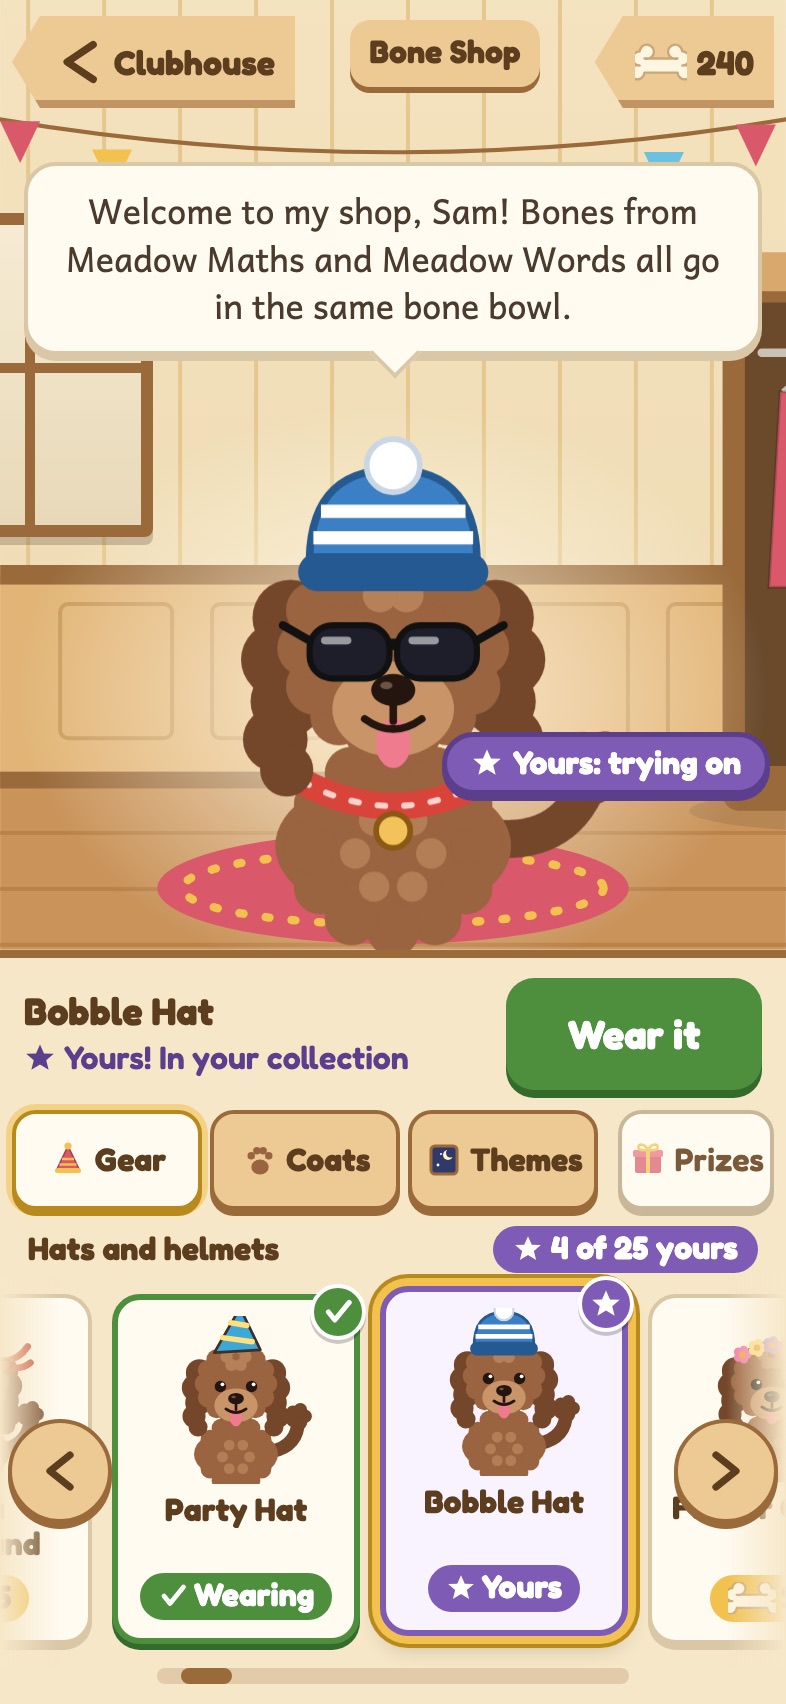 Clubhouse
Bone Shop
240
Welcome to my shop, Sam! Bones from
Meadow Maths and Meadow Words all go
in the same bone bowl.
Yours: trying on
Bobble Hat
Yours! In your collection
Wear it
Gear
Coats
Themes
Prizes
Hats and helmets
4 of 25 yours
Party Hat
Bobble Hat
Wearing
Yours